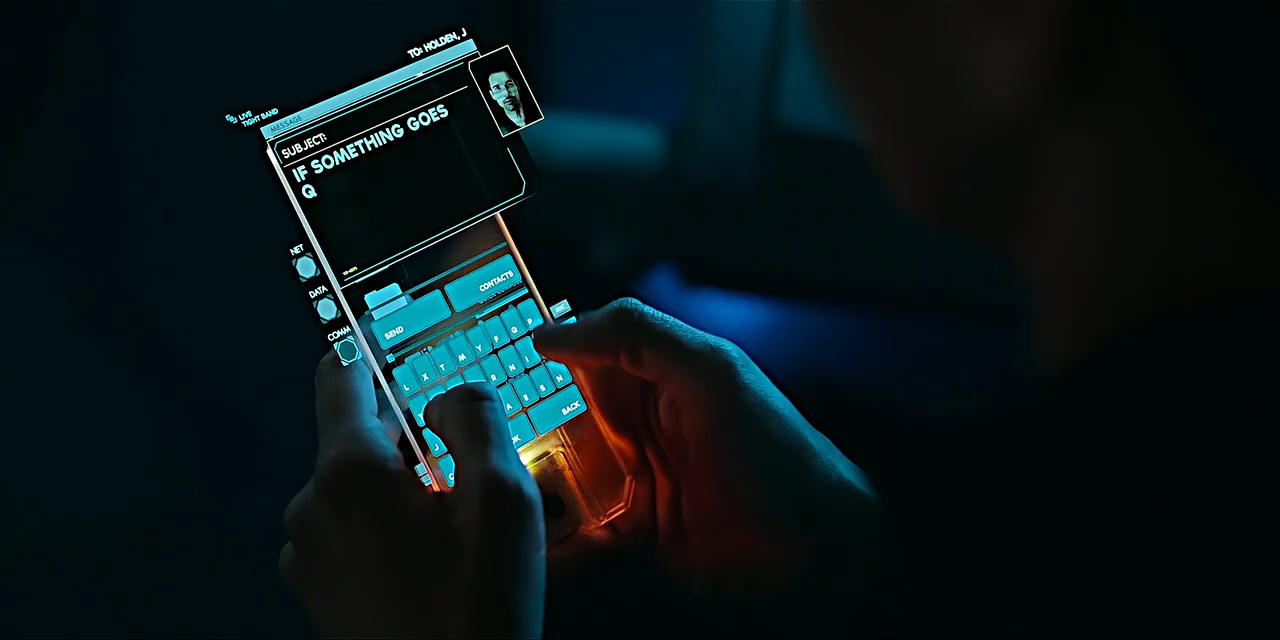 TO: HOLDEN, J
LIVE
TIGHT BAND
MESSAGE
SUBJECT:
IF SOMETHING GOES
Q
NET
DATA
COMM
CONTACTS
SEND
L X T M Y F Q P
R N I
A E S N
J
BACK